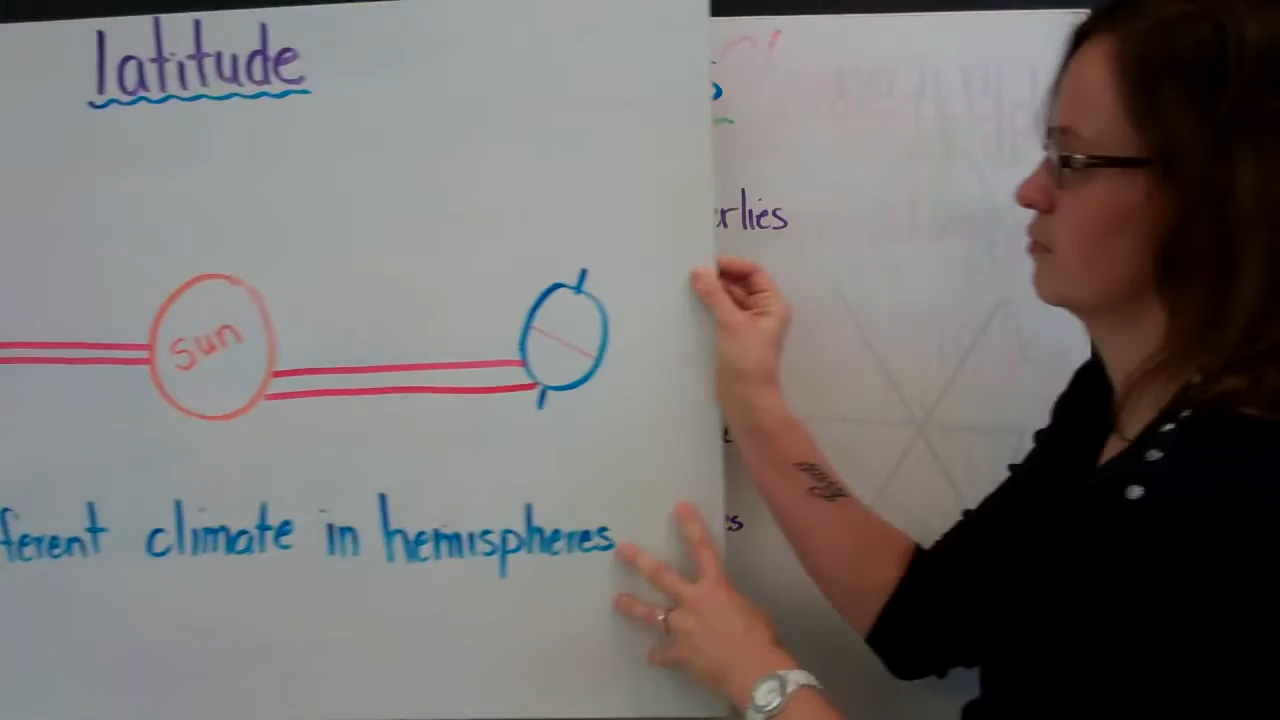 latitude
erlies
sun
ferent climate in hemispheres
s